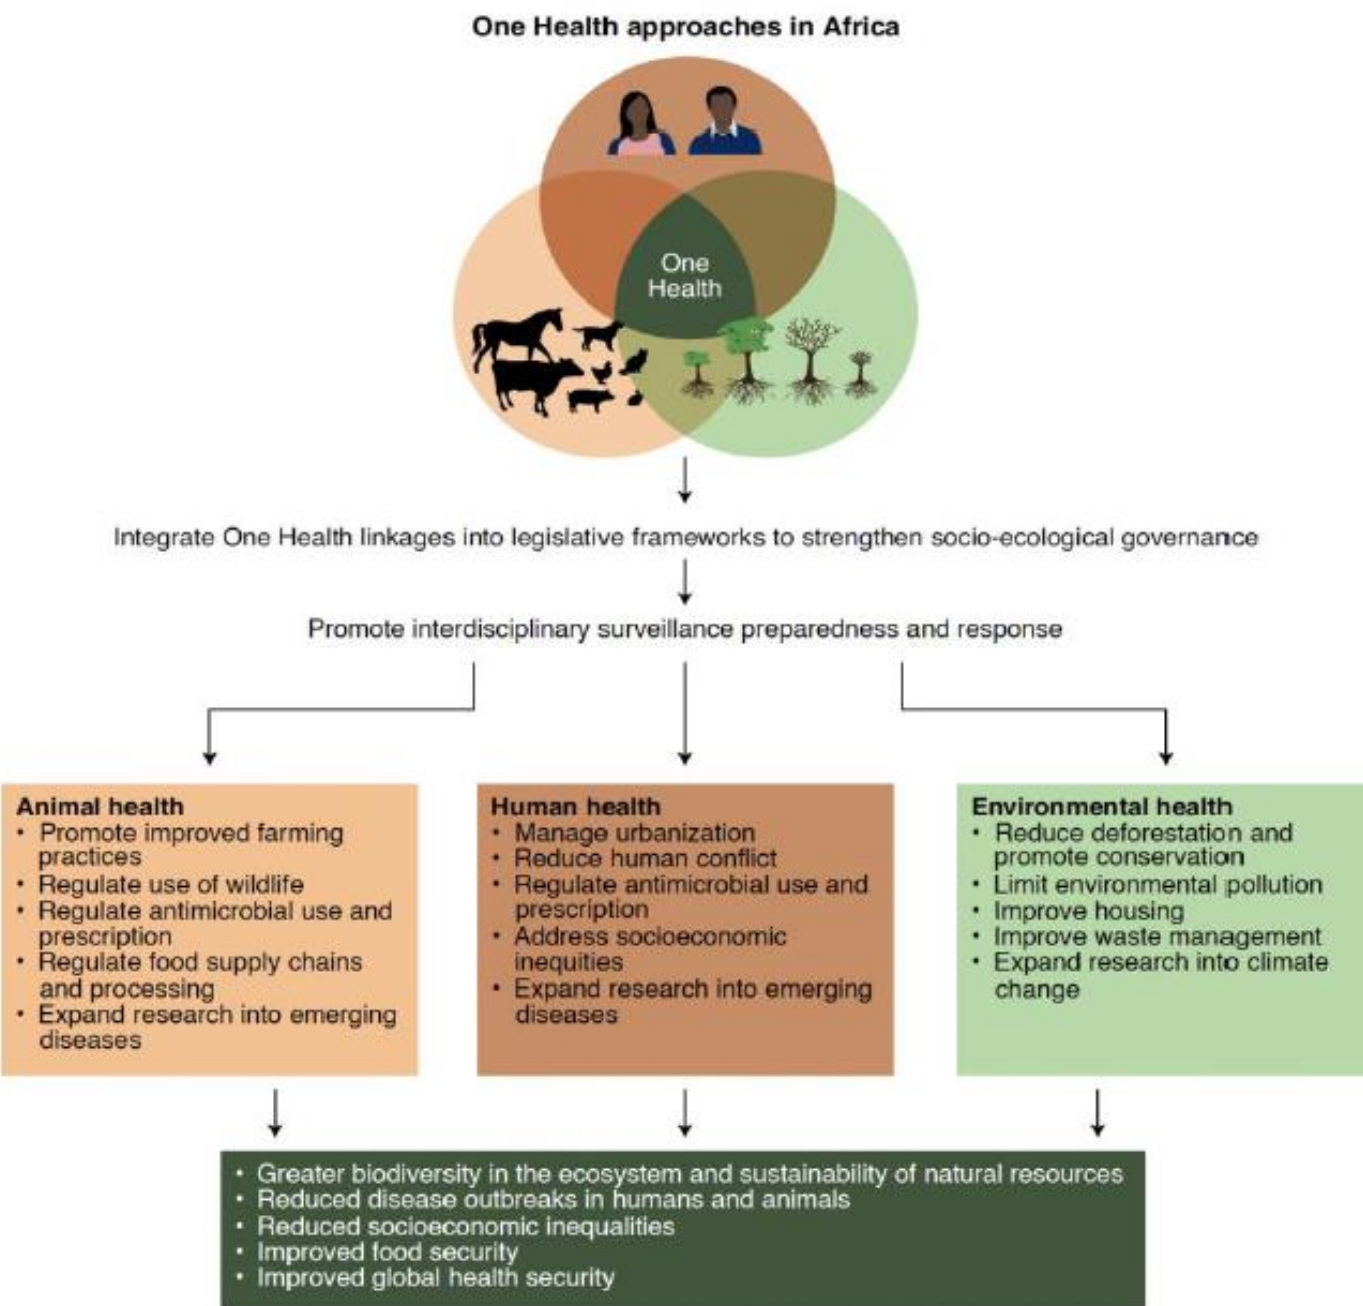 One Health approaches in Africa
One
Health
Integrate One Health linkages into legislative frameworks to strengthen socio-ecological governance
Promote interdisciplinary surveillance preparedness and response
Animal health
• Promote improved farming
practices
• Regulate use of wildlife
• Regulate antimicrobial use and
prescription
• Regulate food supply chains
and processing
• Expand research into emerging
diseases
Human health
• Manage urbanization
• Reduce human conflict
• Regulate antimicrobial use and
prescription
• Address socioeconomic
inequities
• Expand research into emerging
diseases
Environmental health
• Reduce deforestation and
promote conservation
• Limit environmental pollution
• Improve housing
• Improve waste management
• Expand research into climate
change
• Greater biodiversity in the ecosystem and sustainability of natural resources
• Reduced disease outbreaks in humans and animals
• Reduced socioeconomic inequalities
• Improved food security
• Improved global health security